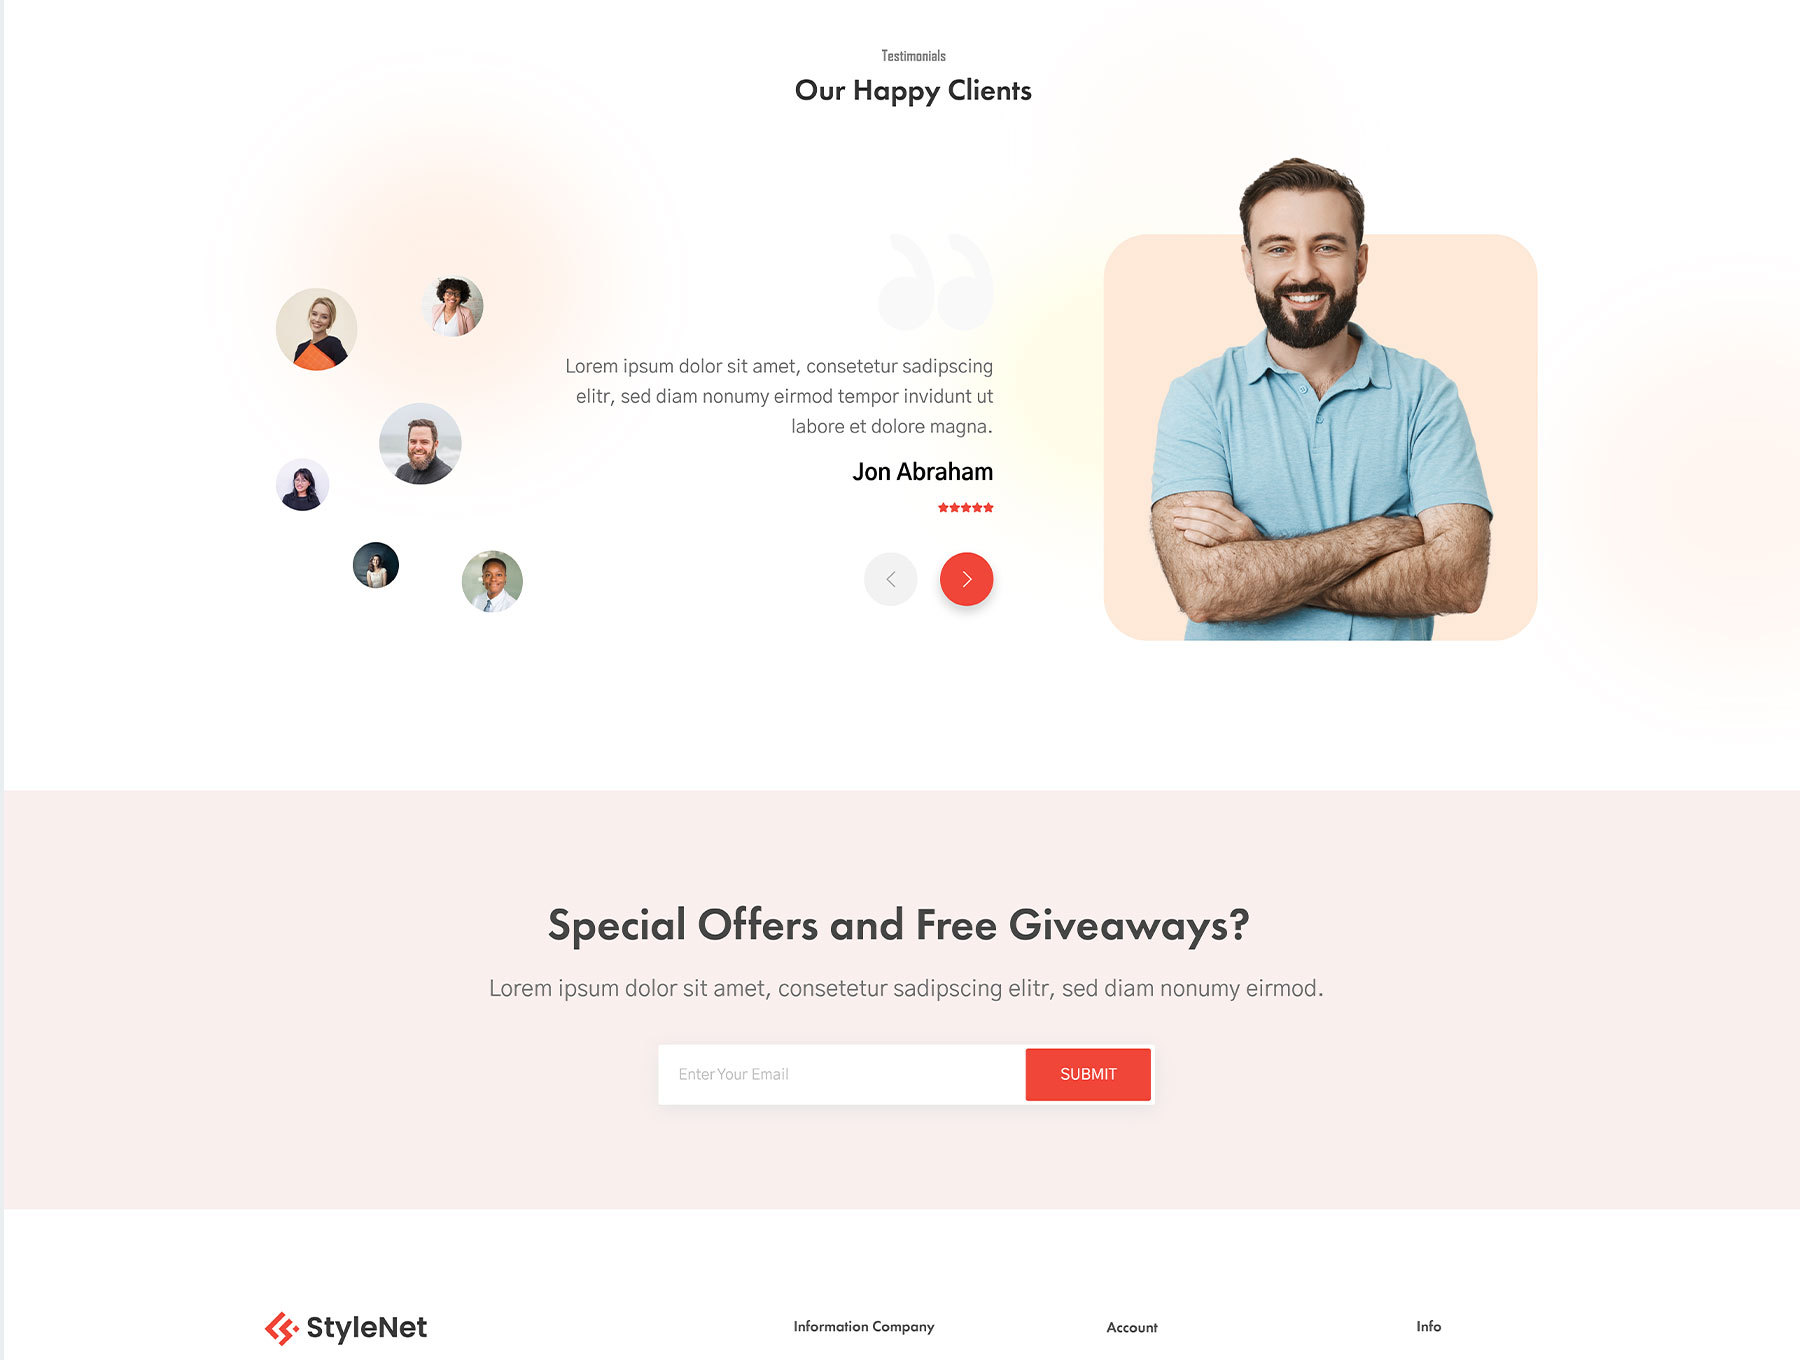 Testimonials
Our Happy Clients
Lorem ipsum dolor sit amet, consetetur sadipscing
elitr, sed diam nonumy eirmod tempor invidunt ut
labore et dolore magna.
Jon Abraham
Special Offers and Free Giveaways?
Lorem ipsum dolor sit amet, consetetur sadipscing elitr, sed diam nonumy eirmod.
Enter Your Email
SUBMIT
StyleNet
Information Company
Account
Info